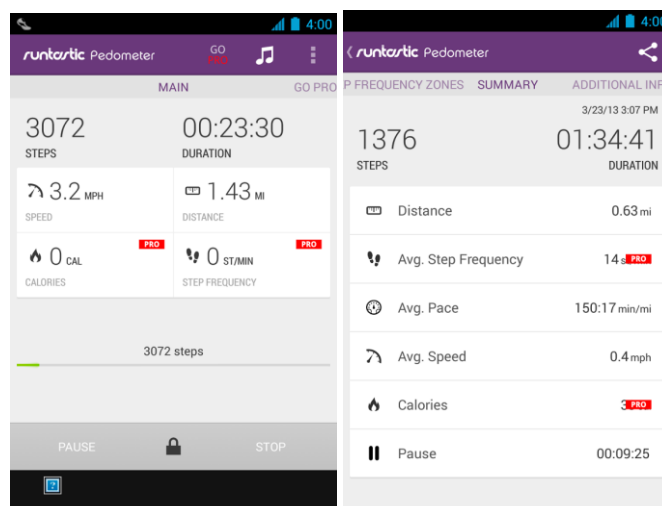 4:00
runtastic Pedometer
GO
PRO
MAIN
GO PRO
3072
00:23:30
STEPS
DURATION
3.2 MPH
1.43 MI
SPEED
DISTANCE
0 CAL
PRO
0 ST/MIN
PRO
CALORIES
STEP FREQUENCY
3072 steps
PAUSE
STOP
4:0
runtastic Pedometer
P FREQUENCY ZONES
SUMMARY
ADDITIONAL INF
3/23/13 3:07 PM
1376
01:34:41
STEPS
DURATION
Distance
0.63 mi
Avg. Step Frequency
14 s
PRO
Avg. Pace
150:17 min/mi
Avg. Speed
0.4 mph
Calories
3
PRO
Pause
00:09:25